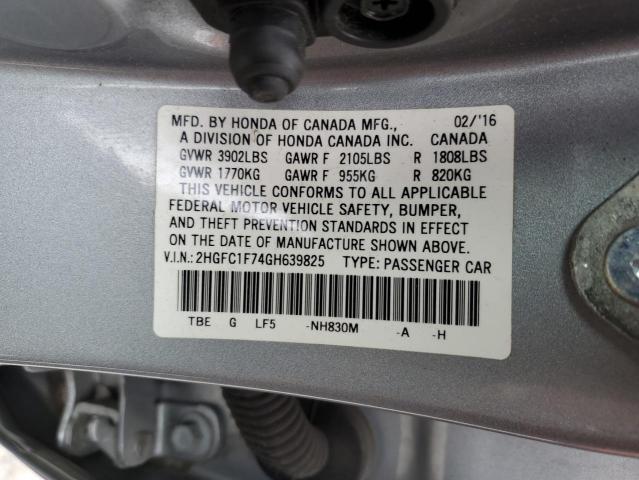 MFD. BY HONDA OF CANADA MFG., 02/'16
A DIVISION OF HONDA CANADA INC. CANADA
GVWR 3902LBS GAWR F 2105LBS R 1808LBS
GVWR 1770KG GAWR F 955KG R 820KG
THIS VEHICLE CONFORMS TO ALL APPLICABLE
FEDERAL MOTOR VEHICLE SAFETY, BUMPER,
AND THEFT PREVENTION STANDARDS IN EFFECT
ON THE DATE OF MANUFACTURE SHOWN ABOVE.
V.I.N.: 2HGFC1F74GH639825 TYPE: PASSENGER CAR
TBE G LF5 -NH830M -A -H